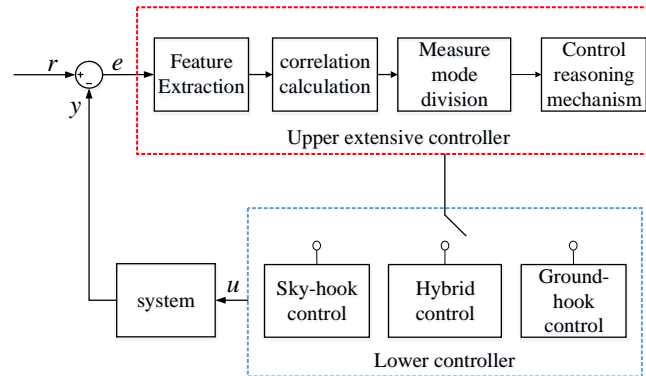 r
+
−
e
y
Feature
Extraction
correlation
calculation
Measure
mode
division
Control
reasoning
mechanism
Upper extensive controller
system
u
Sky-hook
control
Hybrid
control
Ground-
hook
control
Lower controller